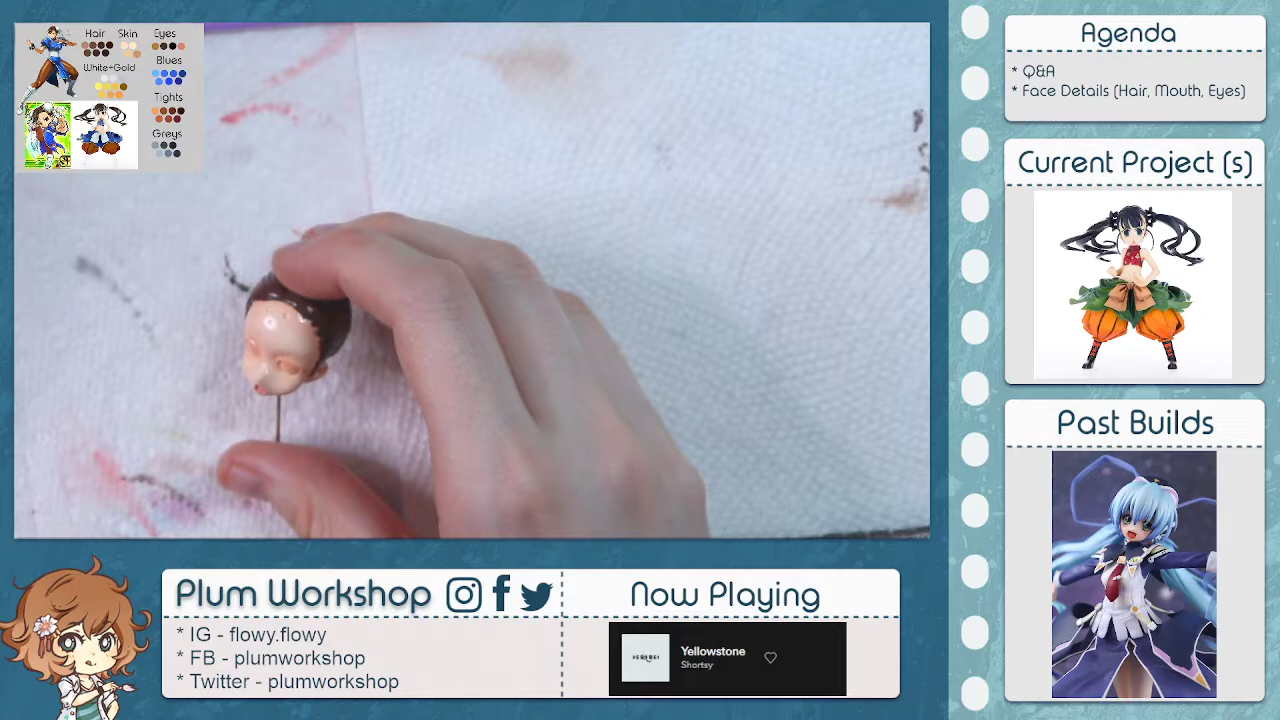 Hair
Skin
Eyes
White+Gold
Blues
Tights
Greys
Agenda
* Q&A
* Face Details (Hair, Mouth, Eyes)
Current Project (s)
Past Builds
Plum Workshop
* IG - flowy.flowy
* FB - plumworkshop
* Twitter - plumworkshop
Now Playing
Yellowstone
Shortsy